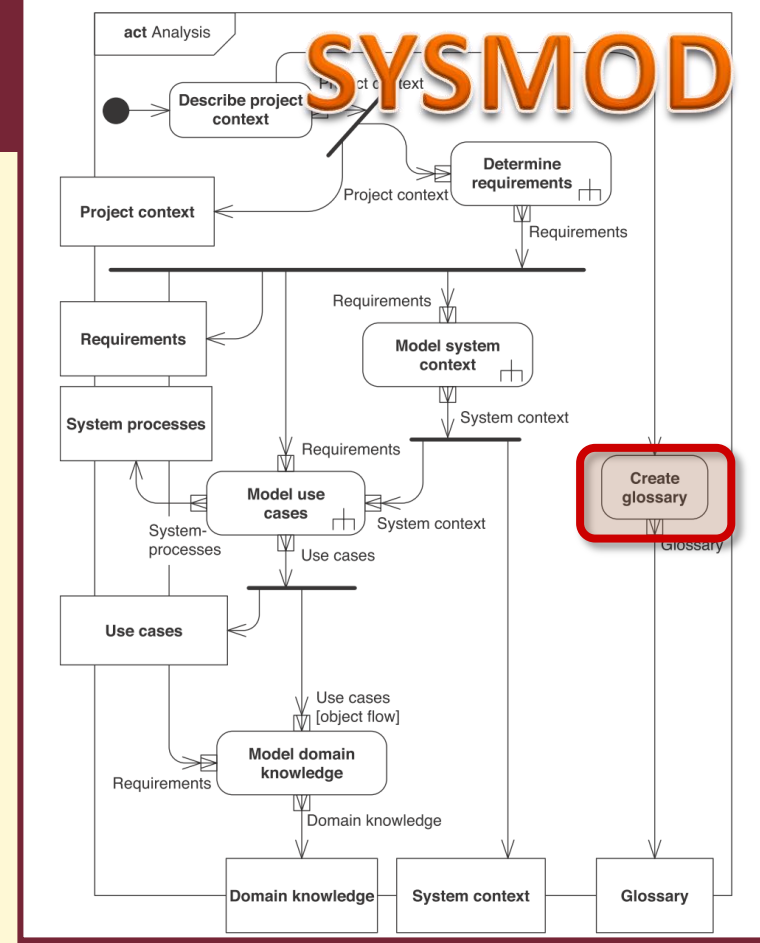 act Analysis
SYSMOD
Project context
Describe project
context
Determine
requirements
Project context
Project context
Requirements
Requirements
Requirements
Model system
context
System processes
System context
Requirements
Create
glossary
Model use
cases
System context
System-
processes
Use cases
Glossary
Use cases
Use cases
[object flow]
Model domain
knowledge
Requirements
Domain knowledge
Domain knowledge
System context
Glossary